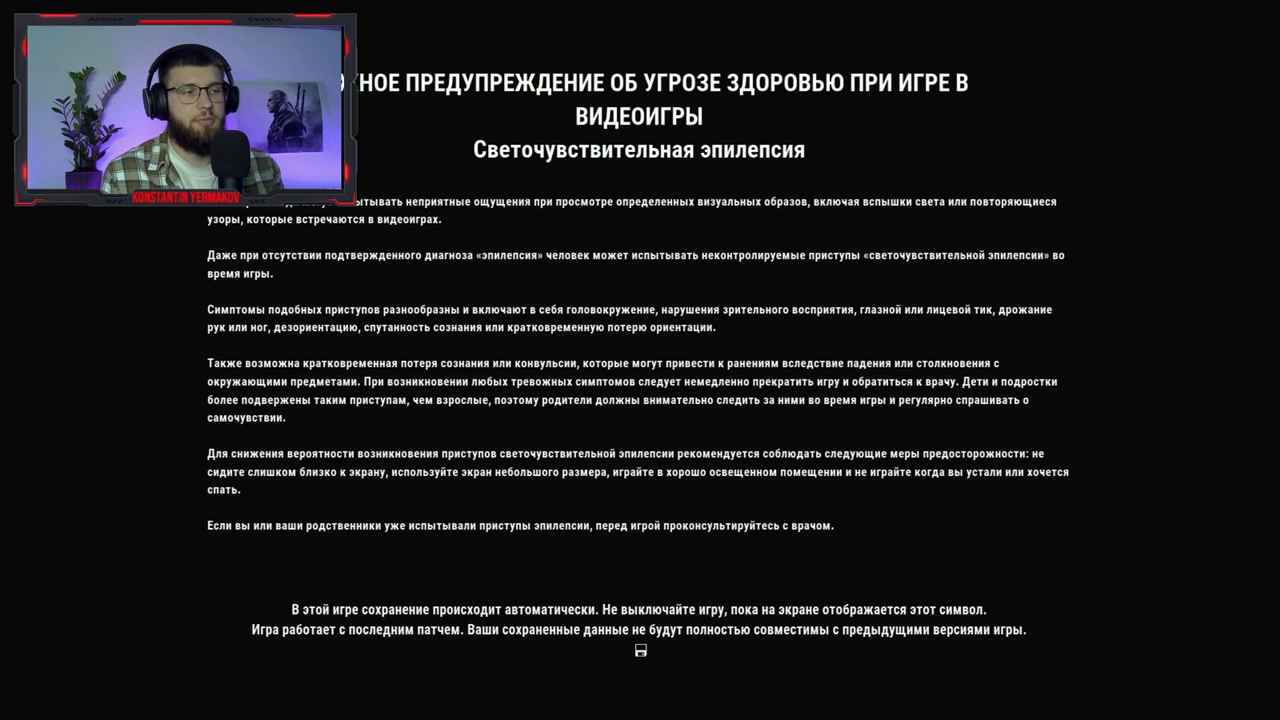 НОЕ ПРЕДУПРЕЖДЕНИЕ ОБ УГРОЗЕ ЗДОРОВЬЮ ПРИ ИГРЕ В
ВИДЕОИГРЫ
Светочувствительная эпилепсия
KONSTANTIN YERMAKOV
неприятные ощущения при просмотре определенных визуальных образов, включая вспышки света или повторяющиеся
узоры, которые встречаются в видеоиграх.
Даже при отсутствии подтвержденного диагноза «эпилепсия» человек может испытывать неконтролируемые приступы «светочувствительной эпилепсии» во
время игры.
Симптомы подобных приступов разнообразны и включают в себя головокружение, нарушения зрительного восприятия, глазной или лицевой тик, дрожание
рук или ног, дезориентацию, спутанность сознания или кратковременную потерю ориентации.
Также возможна кратковременная потеря сознания или конвульсии, которые могут привести к ранениям вследствие падения или столкновения с
окружающими предметами. При возникновении любых тревожных симптомов следует немедленно прекратить игру и обратиться к врачу. Дети и подростки
более подвержены таким приступам, чем взрослые, поэтому родители должны внимательно следить за ними во время игры и регулярно спрашивать о
самочувствии.
Для снижения вероятности возникновения приступов светочувствительной эпилепсии рекомендуется соблюдать следующие меры предосторожности: не
сидите слишком близко к экрану, используйте экран небольшого размера, играйте в хорошо освещенном помещении и не играйте когда вы устали или хочется
спать.
Если вы или ваши родственники уже испытывали приступы эпилепсии, перед игрой проконсультируйтесь с врачом.
В этой игре сохранение происходит автоматически. Не выключайте игру, пока на экране отображается этот символ.
Игра работает с последним патчем. Ваши сохраненные данные не будут полностью совместимы с предыдущими версиями игры.